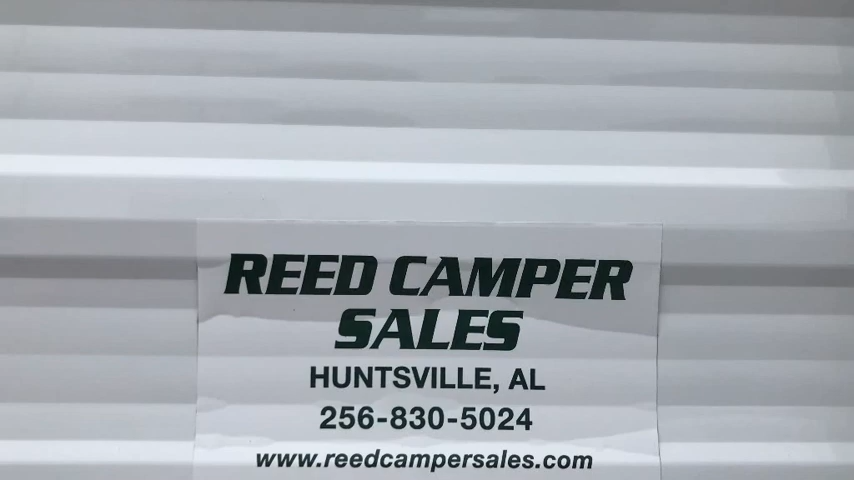 REED CAMPER
SALES
HUNTSVILLE, AL
256-830-5024
www.reedcampersales.com